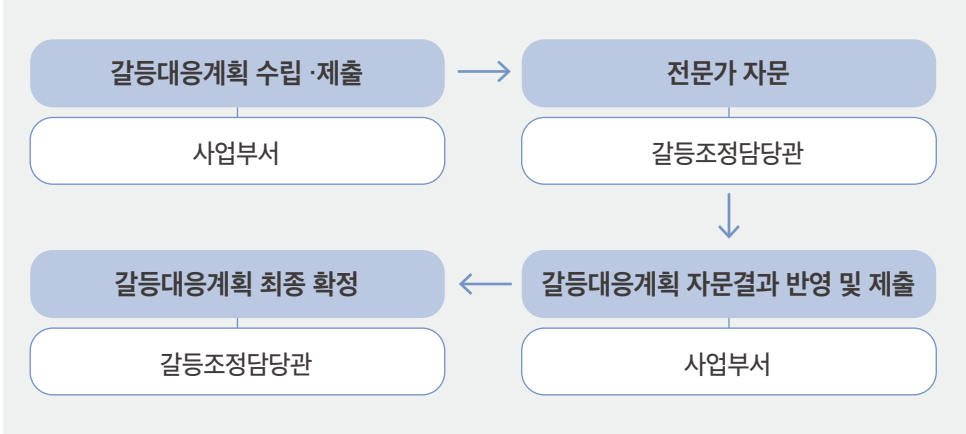 갈등대응계획 수립 ·제출
사업부서
전문가 자문
갈등조정담당관
갈등대응계획 자문결과 반영 및 제출
사업부서
갈등대응계획 최종 확정
갈등조정담당관